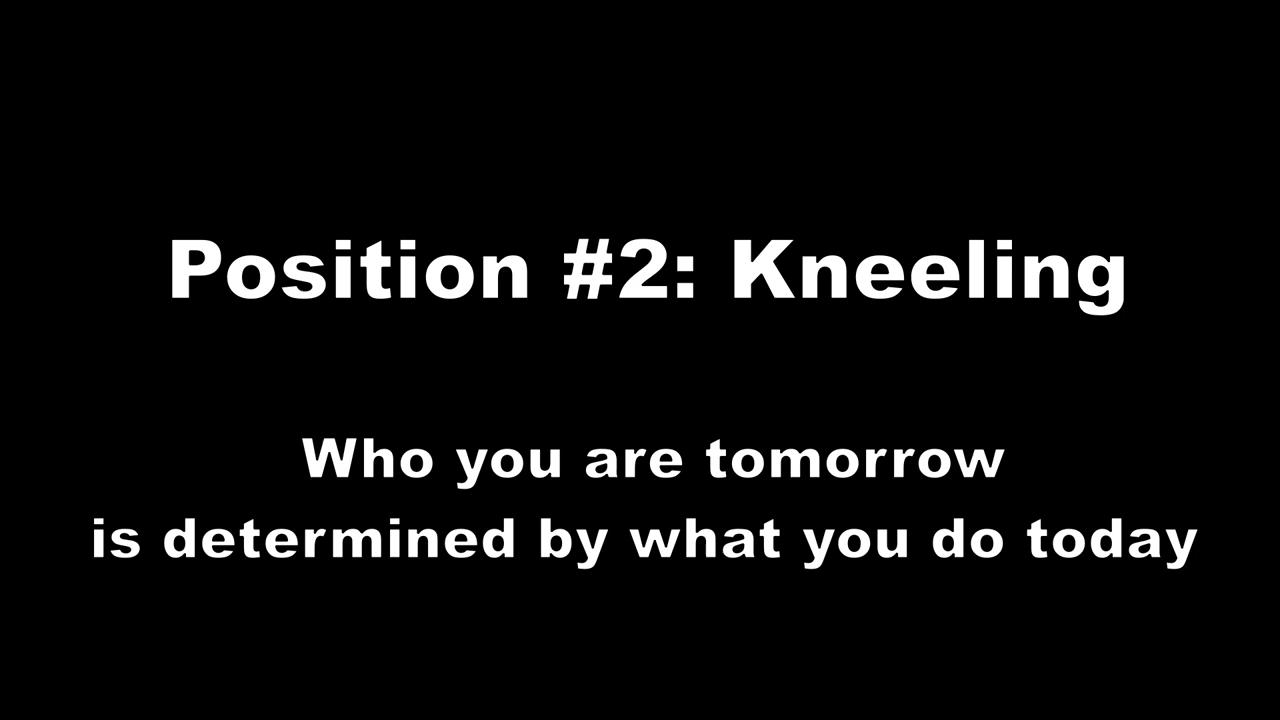 Position #2: Kneeling
Who you are tomorrow
is determined by what you do today